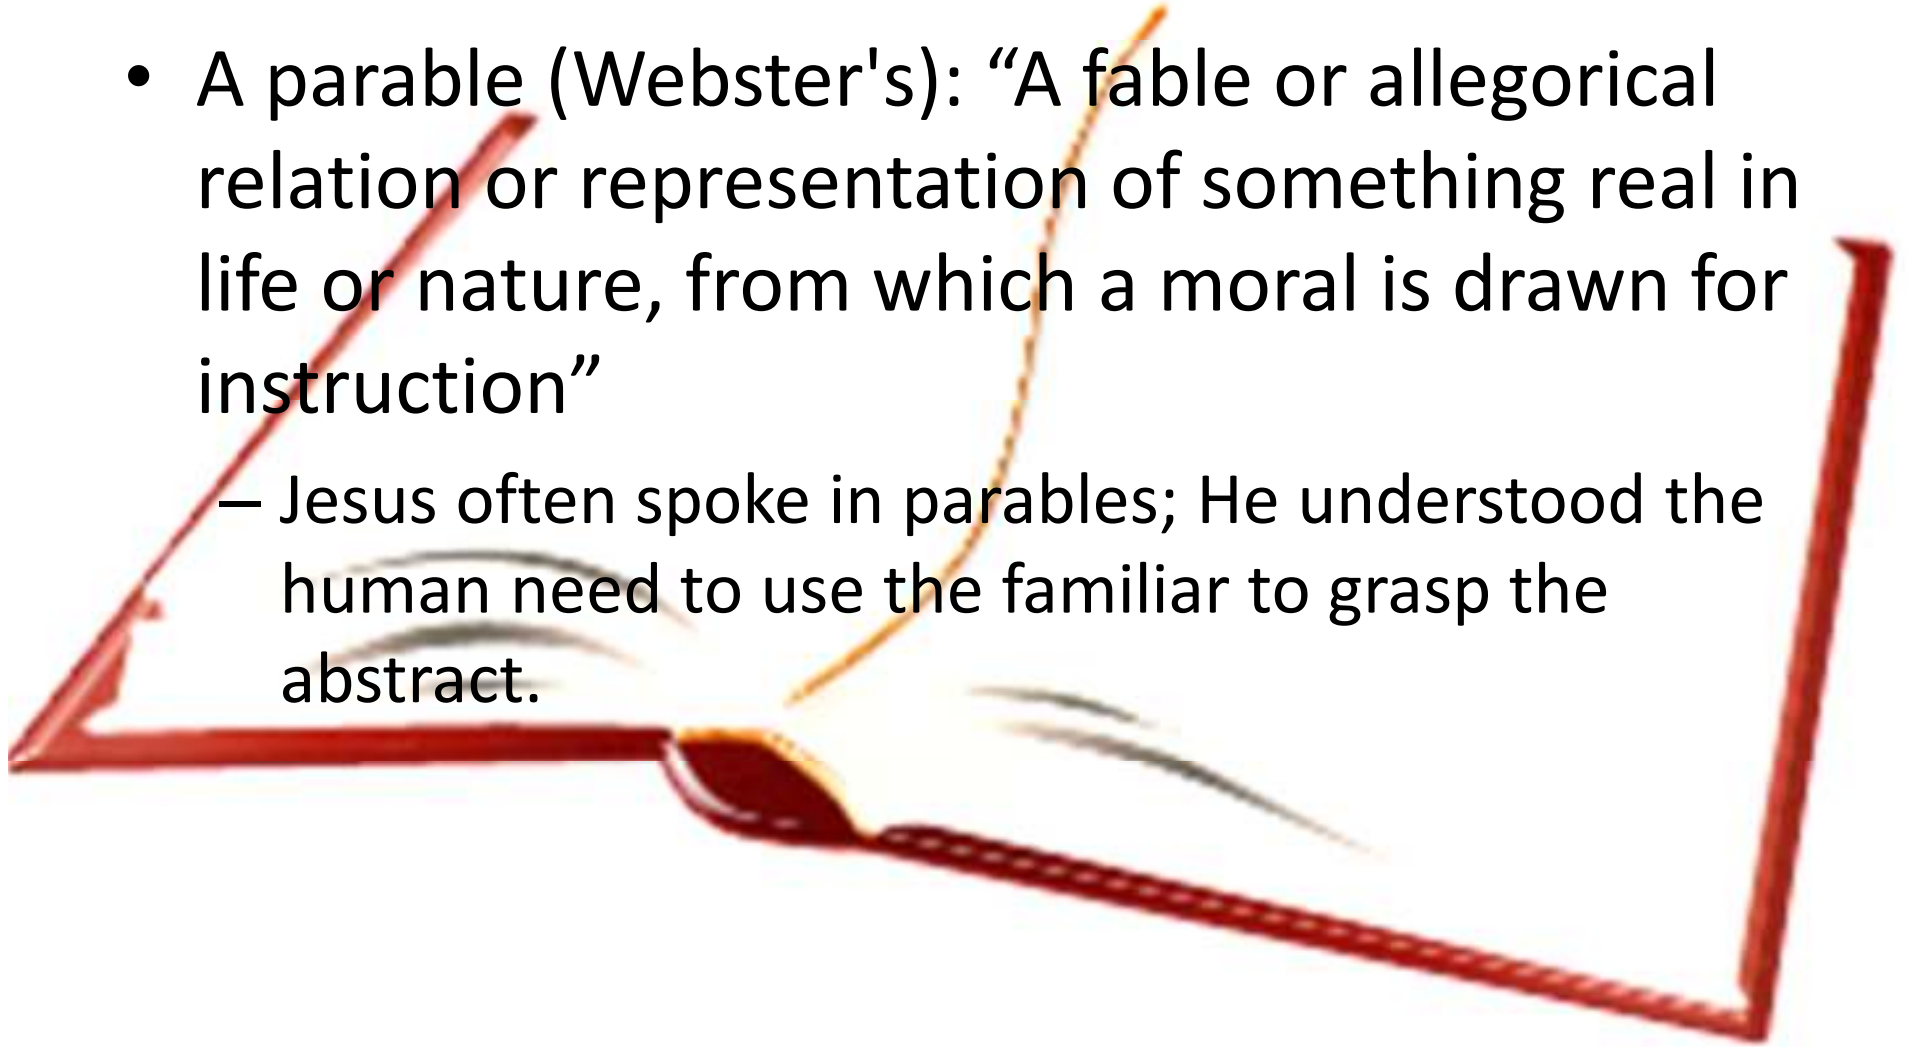 • A parable (Webster's): “A fable or allegorical
relation or representation of something real in
life or nature, from which a moral is drawn for
instruction”
– Jesus often spoke in parables; He understood the
human need to use the familiar to grasp the
abstract.